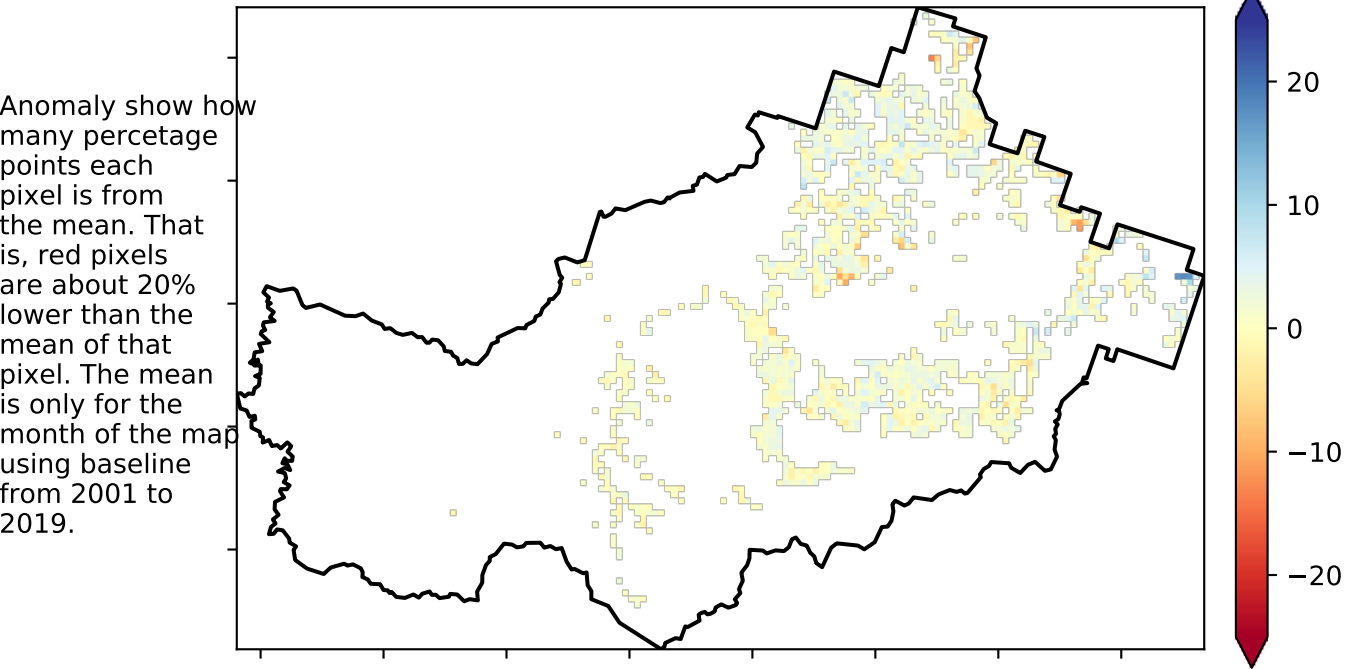 Anomaly show how
many percetage
points each
pixel is from
the mean. That
is, red pixels
are about 20%
lower than the
mean of that
pixel. The mean
is only for the
month of the map
using baseline
from 2001 to
2019.
20
10
0
−10
−20